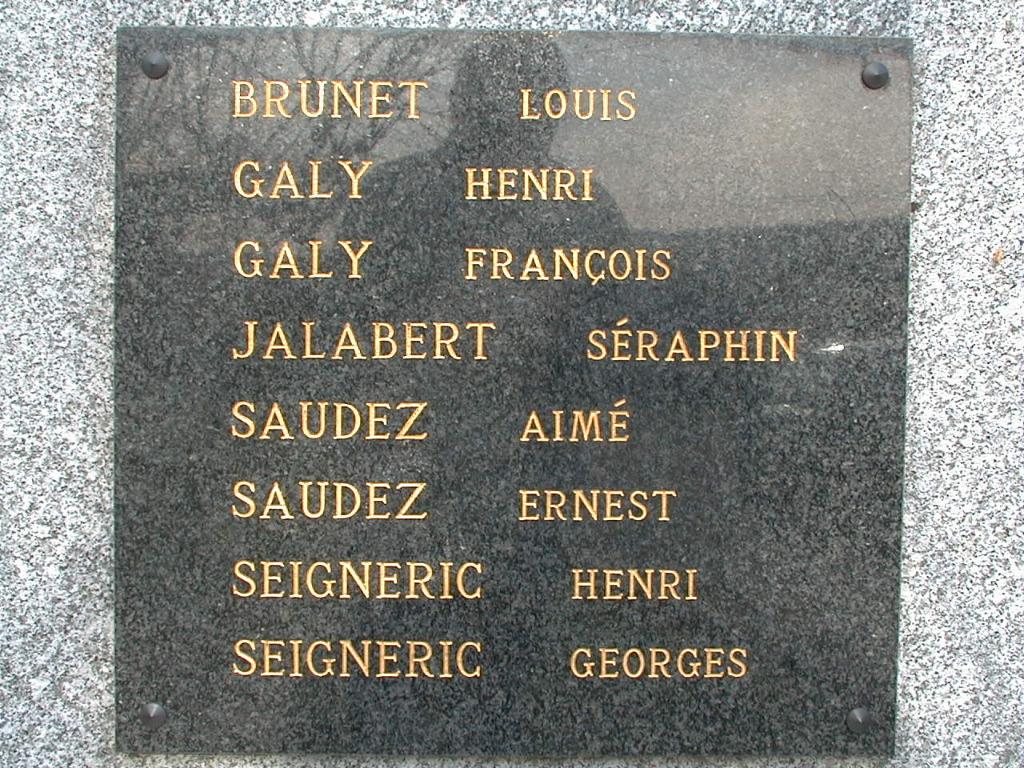 BRUNET LOUIS
GALY HENRI
GALY FRANÇOIS
JALABERT SÉRAPHIN
SAUDEZ AIMÉ
SAUDEZ ERNEST
SEIGNERIC HENRI
SEIGNERIC GEORGES